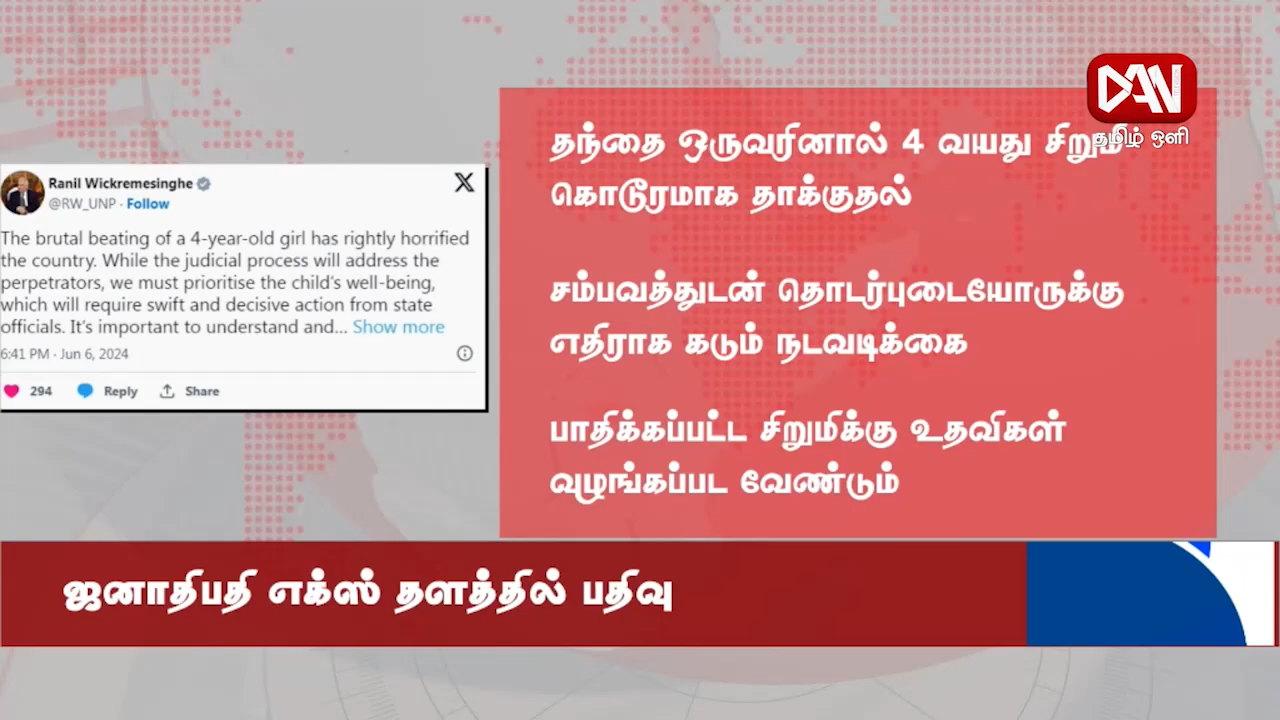 DAN
தமிழ் ஒளி
Ranil Wickremesinghe
@RW_UNP · Follow
The brutal beating of a 4-year-old girl has rightly horrified
the country. While the judicial process will address the
perpetrators, we must prioritise the child's well-being,
which will require swift and decisive action from state
officials. It's important to understand and... Show more
6:41 PM · Jun 6, 2024
294 Reply Share
தந்தை ஒருவரினால் 4 வயது சிறுமி
கொடூரமாக தாக்குதல்
சம்பவத்துடன் தொடர்புடையோருக்கு
எதிராக கடும் நடவடிக்கை
பாதிக்கப்பட்ட சிறுமிக்கு உதவிகள்
வழங்கப்பட வேண்டும்
ஜனாதிபதி எக்ஸ் தளத்தில் பதிவு